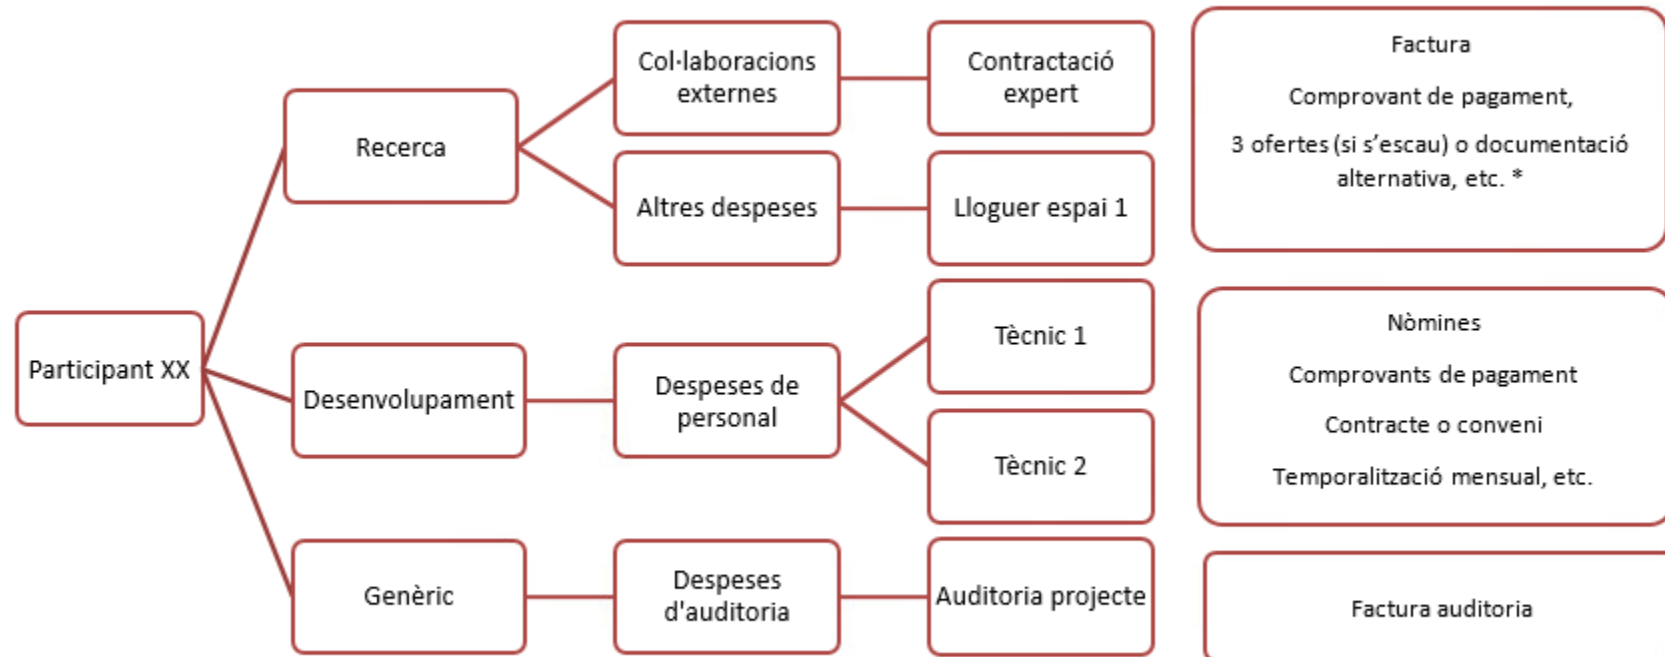 Participant XX
Recerca
Col·laboracions
externes
Contractació
expert
Altres despeses
Lloguer espai 1
Desenvolupament
Despeses de
personal
Tècnic 1
Tècnic 2
Genèric
Despeses
d'auditoria
Auditoria projecte
Factura
Comprovant de pagament,
3 ofertes (si s’escau) o documentació
alternativa, etc. *
Nòmines
Comprovants de pagament
Contracte o conveni
Temporalització mensual, etc.
Factura auditoria